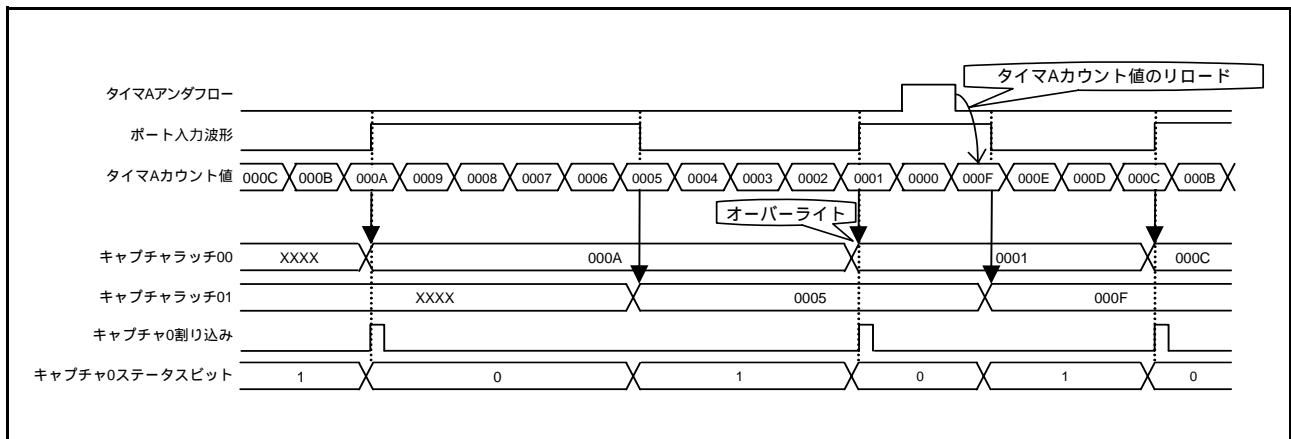 タイマAカウント値のリロード
タイマAアンダフロー
ポート入力波形
タイマAカウント値 000C 000B 000A 0009 0008 0007 0006 0005 0004 0003 0002 0001 0000 000F 000E 000D 000C 000B
オーバーライト
キャプチャラッチ00 XXXX 000A 0001 000C
キャプチャラッチ01 XXXX 0005 000F
キャプチャ0割り込み
キャプチャ0ステータスビット 1 0 1 0 1 0